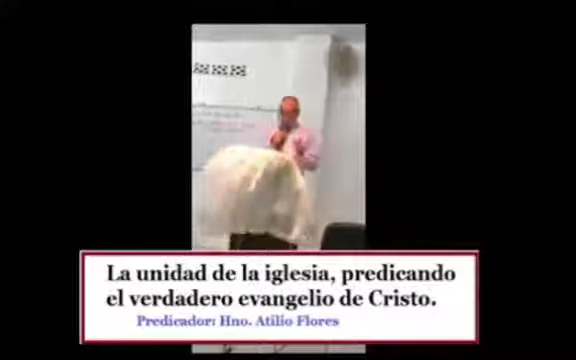 La unidad de la iglesia, predicando
el verdadero evangelio de Cristo.
Predicador: Hno. Atilio Flores